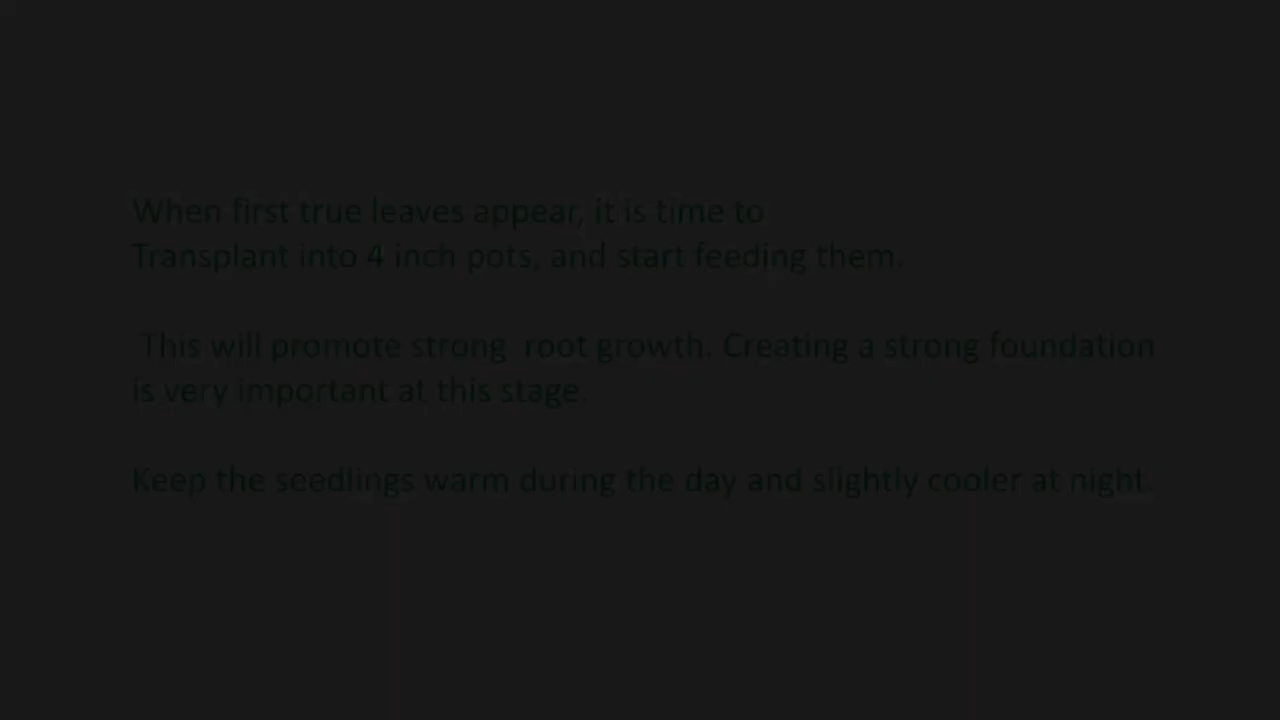 When first true leaves appear, it is time to
Transplant into 4 inch pots, and start feeding them.
This will promote strong  root growth. Creating a strong foundation
is very important at this stage.
Keep the seedlings warm during the day and slightly cooler at night.